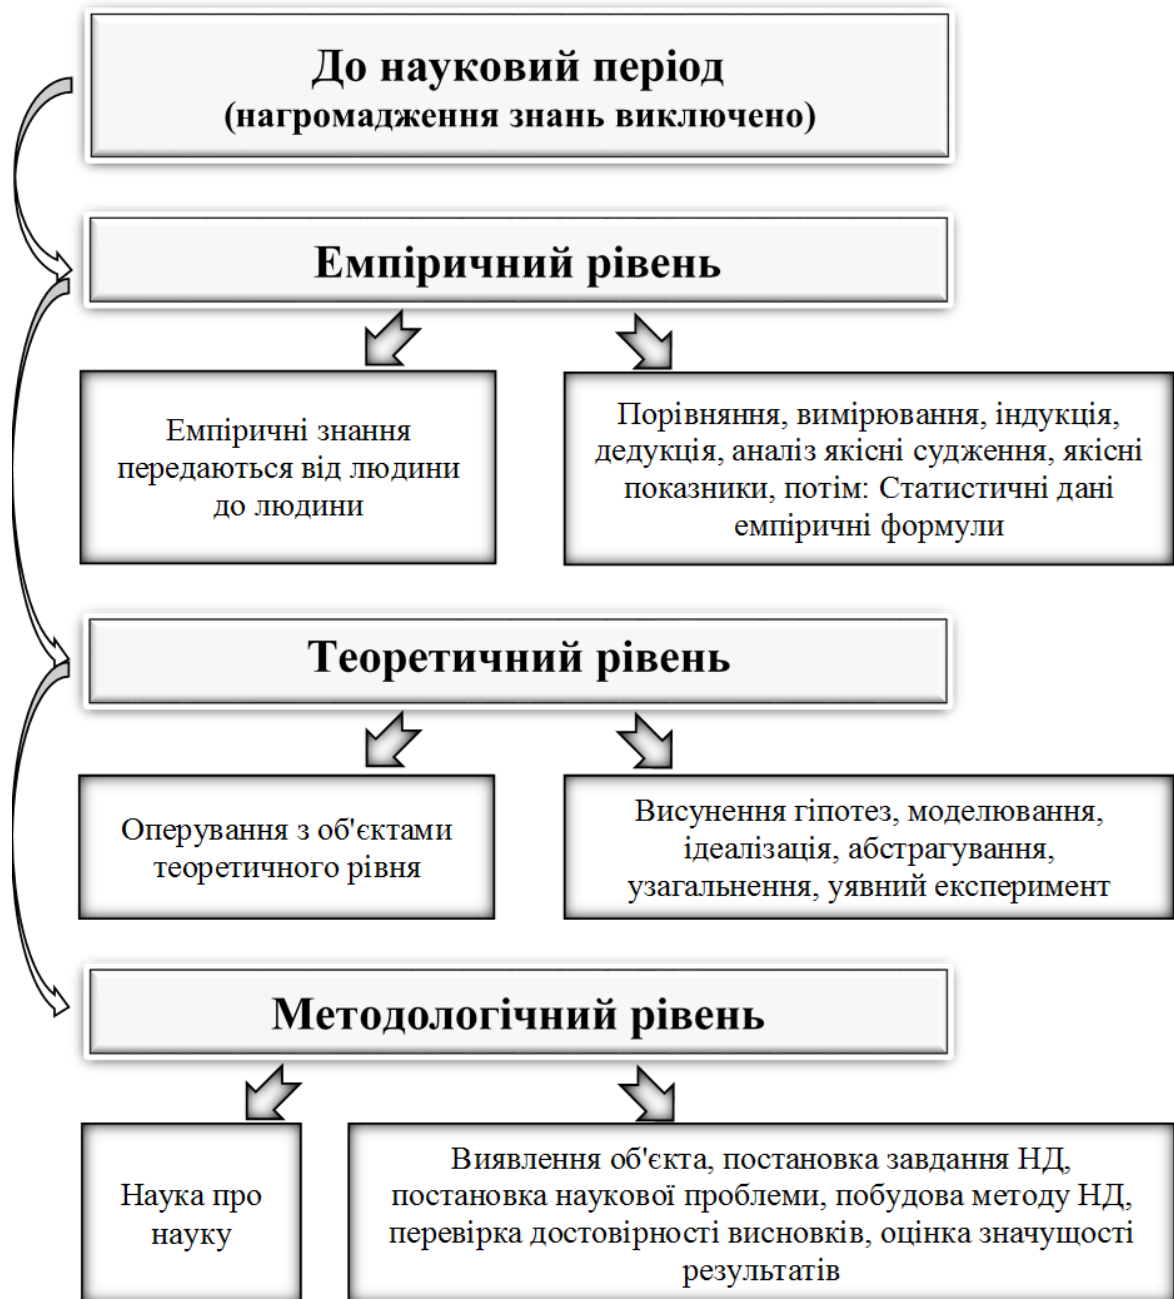 До науковий період
(нагромадження знань виключено)
Емпіричний рівень
Емпіричні знання
передаються від людини
до людини
Порівняння, вимірювання, індукція,
дедукція, аналіз якісні судження, якісні
показники, потім: Статистичні дані
емпіричні формули
Теоретичний рівень
Оперування з об'єктами
теоретичного рівня
Висунення гіпотез, моделювання,
ідеалізація, абстрагування,
узагальнення, уявний експеримент
Методологічний рівень
Наука про
науку
Виявлення об'єкта, постановка завдання НД,
постановка наукової проблеми, побудова методу НД,
перевірка достовірності висновків, оцінка значущості
результатів